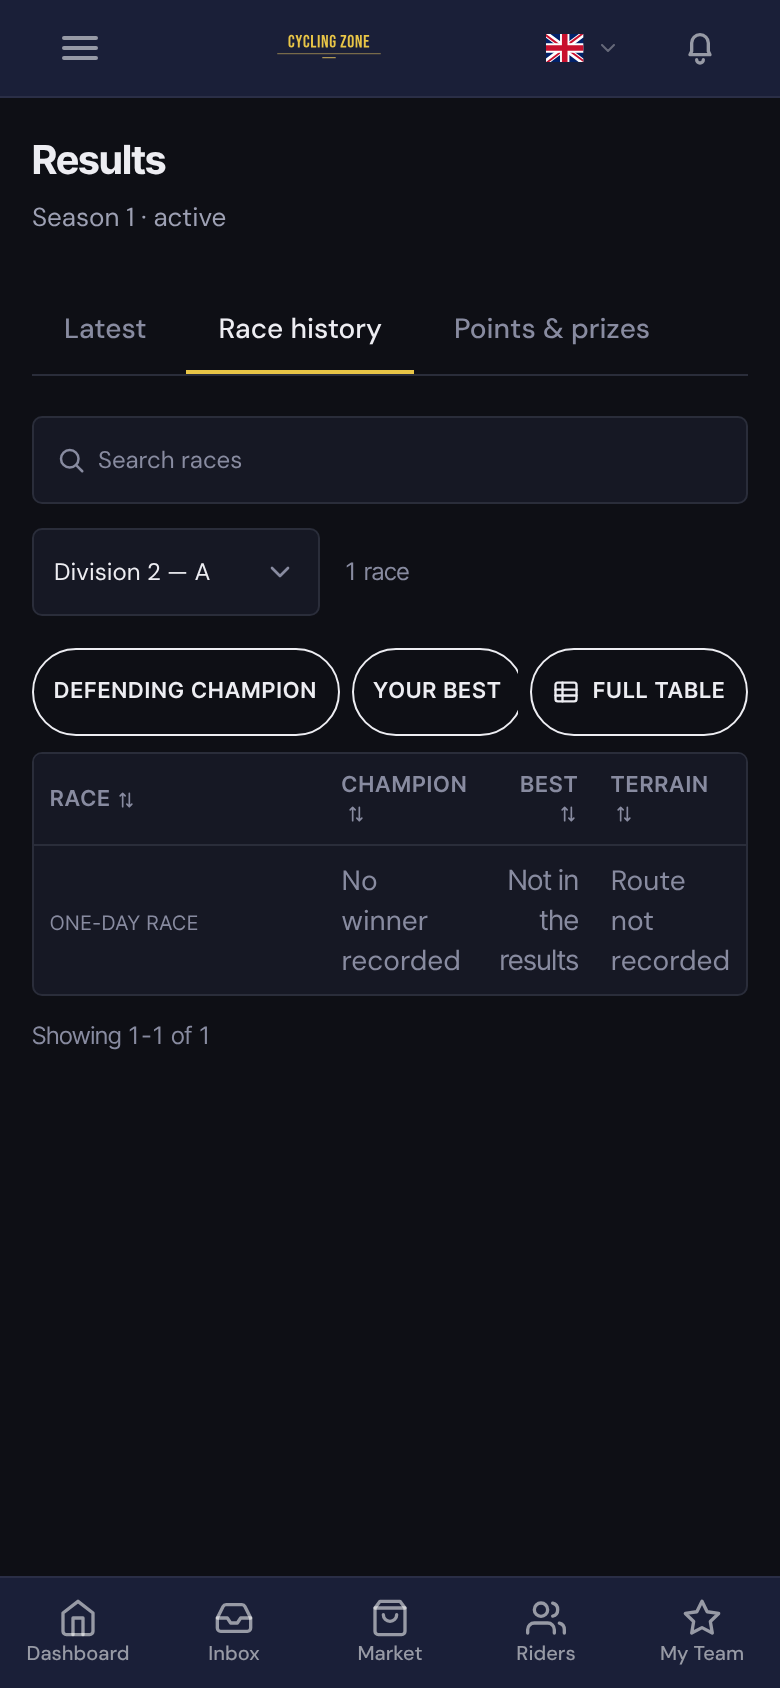 CYCLING ZONE
Results
Season 1 · active
Latest
Race history
Points & prizes
Search races
Division 2 — A
1 race
DEFENDING CHAMPION
YOUR BEST
FULL TABLE
RACE
CHAMPION
BEST
TERRAIN
ONE-DAY RACE
No
winner
recorded
Not in
the
results
Route
not
recorded
Showing 1-1 of 1
Dashboard
Inbox
Market
Riders
My Team